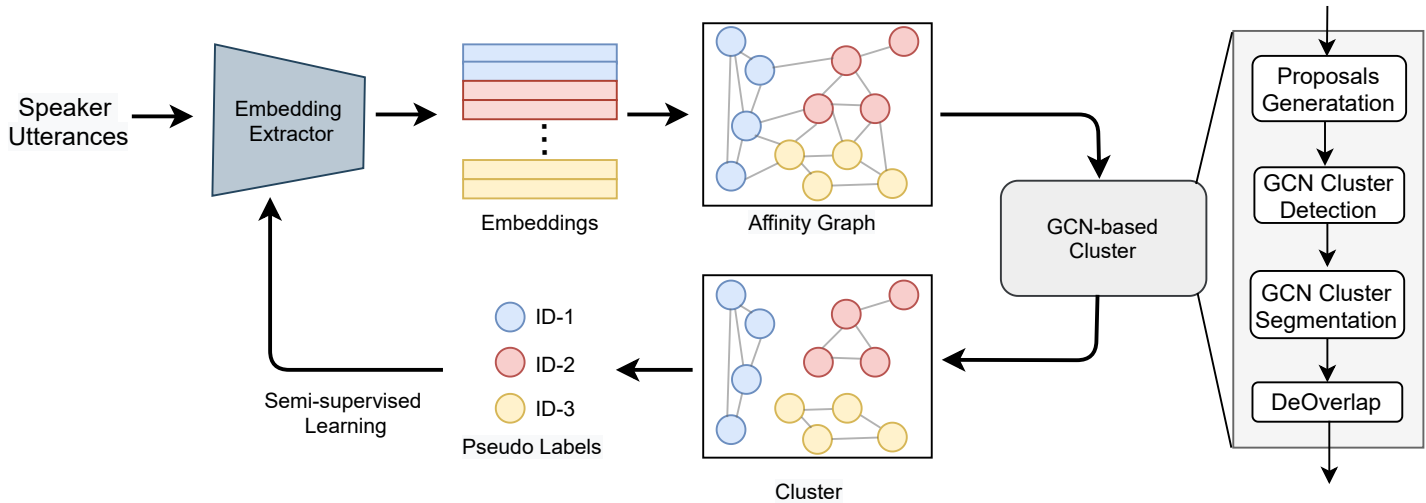 Speaker
Utterances
Embedding
Extractor
Embeddings
Affinity Graph
GCN-based
Cluster
Proposals
Generatation
GCN Cluster
Detection
GCN Cluster
Segmentation
DeOverlap
Cluster
ID-1
ID-2
ID-3
Pseudo Labels
Semi-supervised
Learning